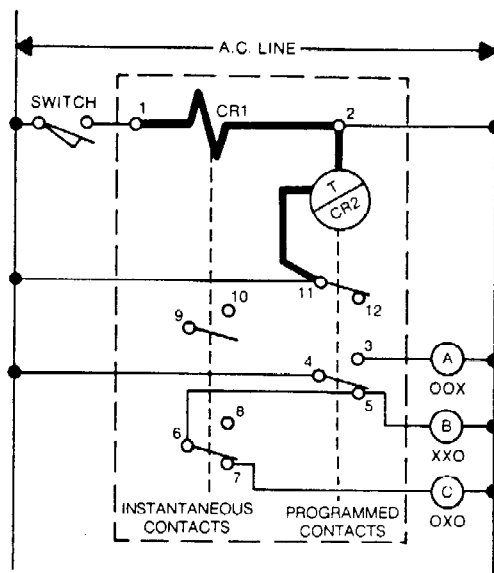 A.C. LINE
SWITCH
1
CR1
2
T
CR2
11
12
10
9
3
A
OOX
4
5
B
XXO
8
6
7
C
OXO
INSTANTANEOUS
CONTACTS
PROGRAMMED
CONTACTS